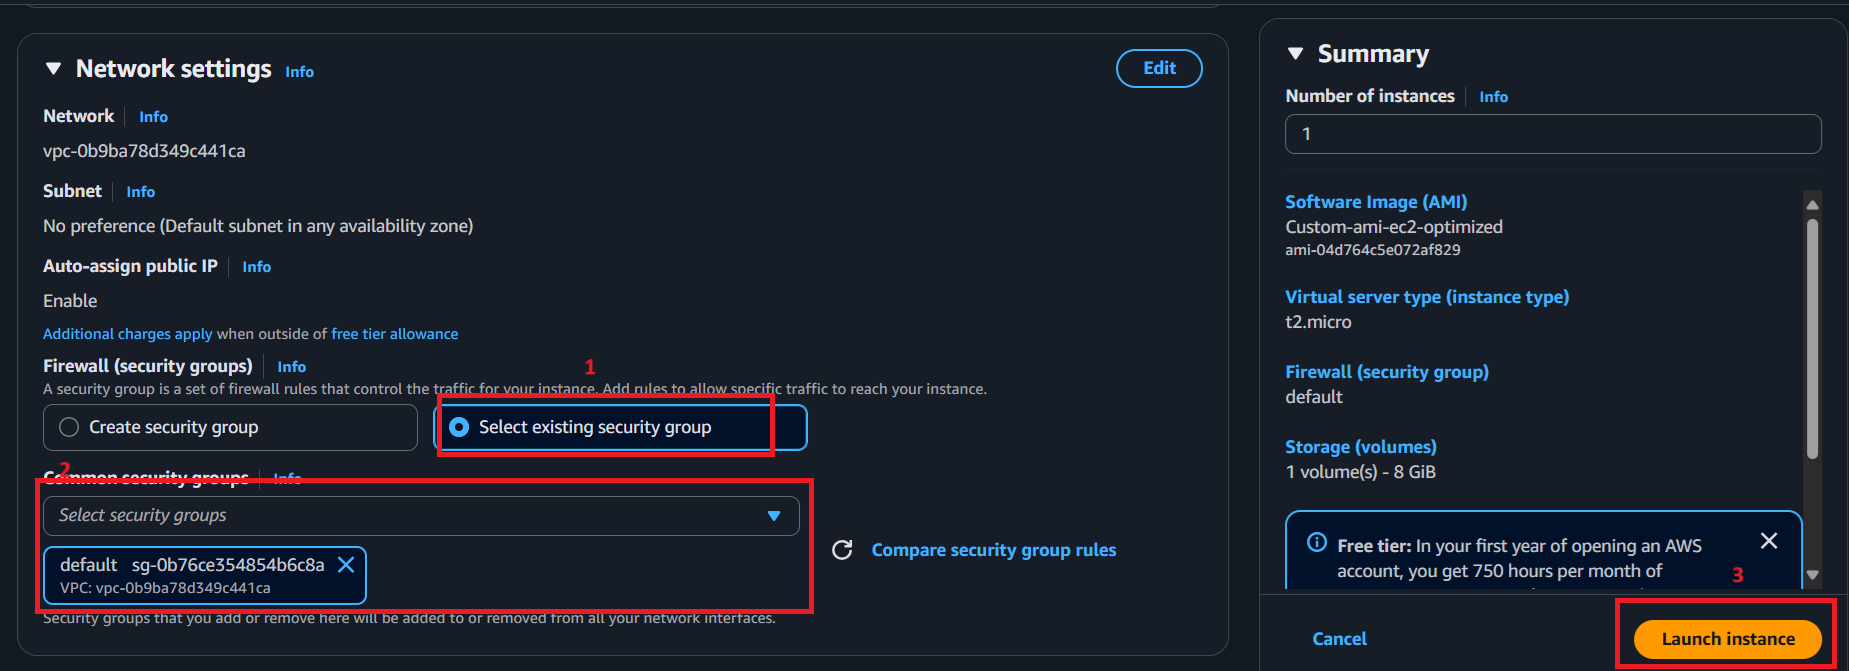 Network settings Info
Edit
Network Info
vpc-0b9ba78d349c441ca
Subnet Info
No preference (Default subnet in any availability zone)
Auto-assign public IP Info
Enable
Additional charges apply when outside of free tier allowance
Firewall (security groups) Info
1
A security group is a set of firewall rules that control the traffic for your instance. Add rules to allow specific traffic to reach your instance.
Create security group
Select existing security group
2
Common security groups Info
Select security groups
default sg-0b76ce354854b6c8a
VPC: vpc-0b9ba78d349c441ca
Compare security group rules
Security groups that you add or remove here will be added to or removed from all your network interfaces.
Summary
Number of instances Info
1
Software Image (AMI)
Custom-ami-ec2-optimized
ami-04d764c5e072af829
Virtual server type (instance type)
t2.micro
Firewall (security group)
default
Storage (volumes)
1 volume(s) - 8 GiB
Free tier: In your first year of opening an AWS
account, you get 750 hours per month of
3
Cancel
Launch instance